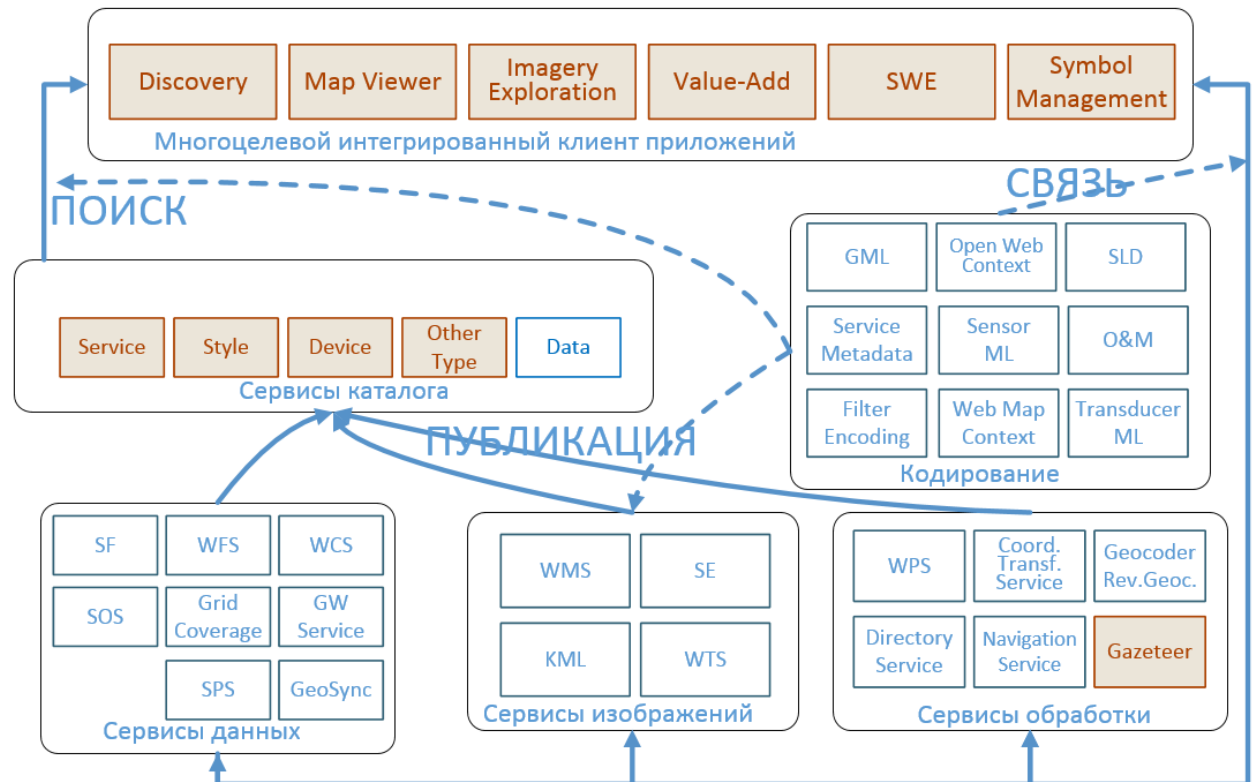 Discovery
Map Viewer
Imagery
Exploration
Value-Add
SWE
Symbol
Management
Многоцелевой интегрированный клиент приложений
ПОИСК
СВЯЗЬ
GML
Open Web
Context
SLD
Service
Metadata
Sensor
ML
O&M
Filter
Encoding
Web Map
Context
Transducer
ML
Кодирование
Service
Style
Device
Other
Type
Data
Сервисы каталога
ПУБЛИКАЦИЯ
SF
WFS
WCS
SOS
Grid
Coverage
GW
Service
SPS
GeoSync
Сервисы данных
WMS
SE
KML
WTS
Сервисы изображений
WPS
Coord.
Transf.
Service
Geocoder
Rev.Geoc.
Directory
Service
Navigation
Service
Gazeteer
Сервисы обработки